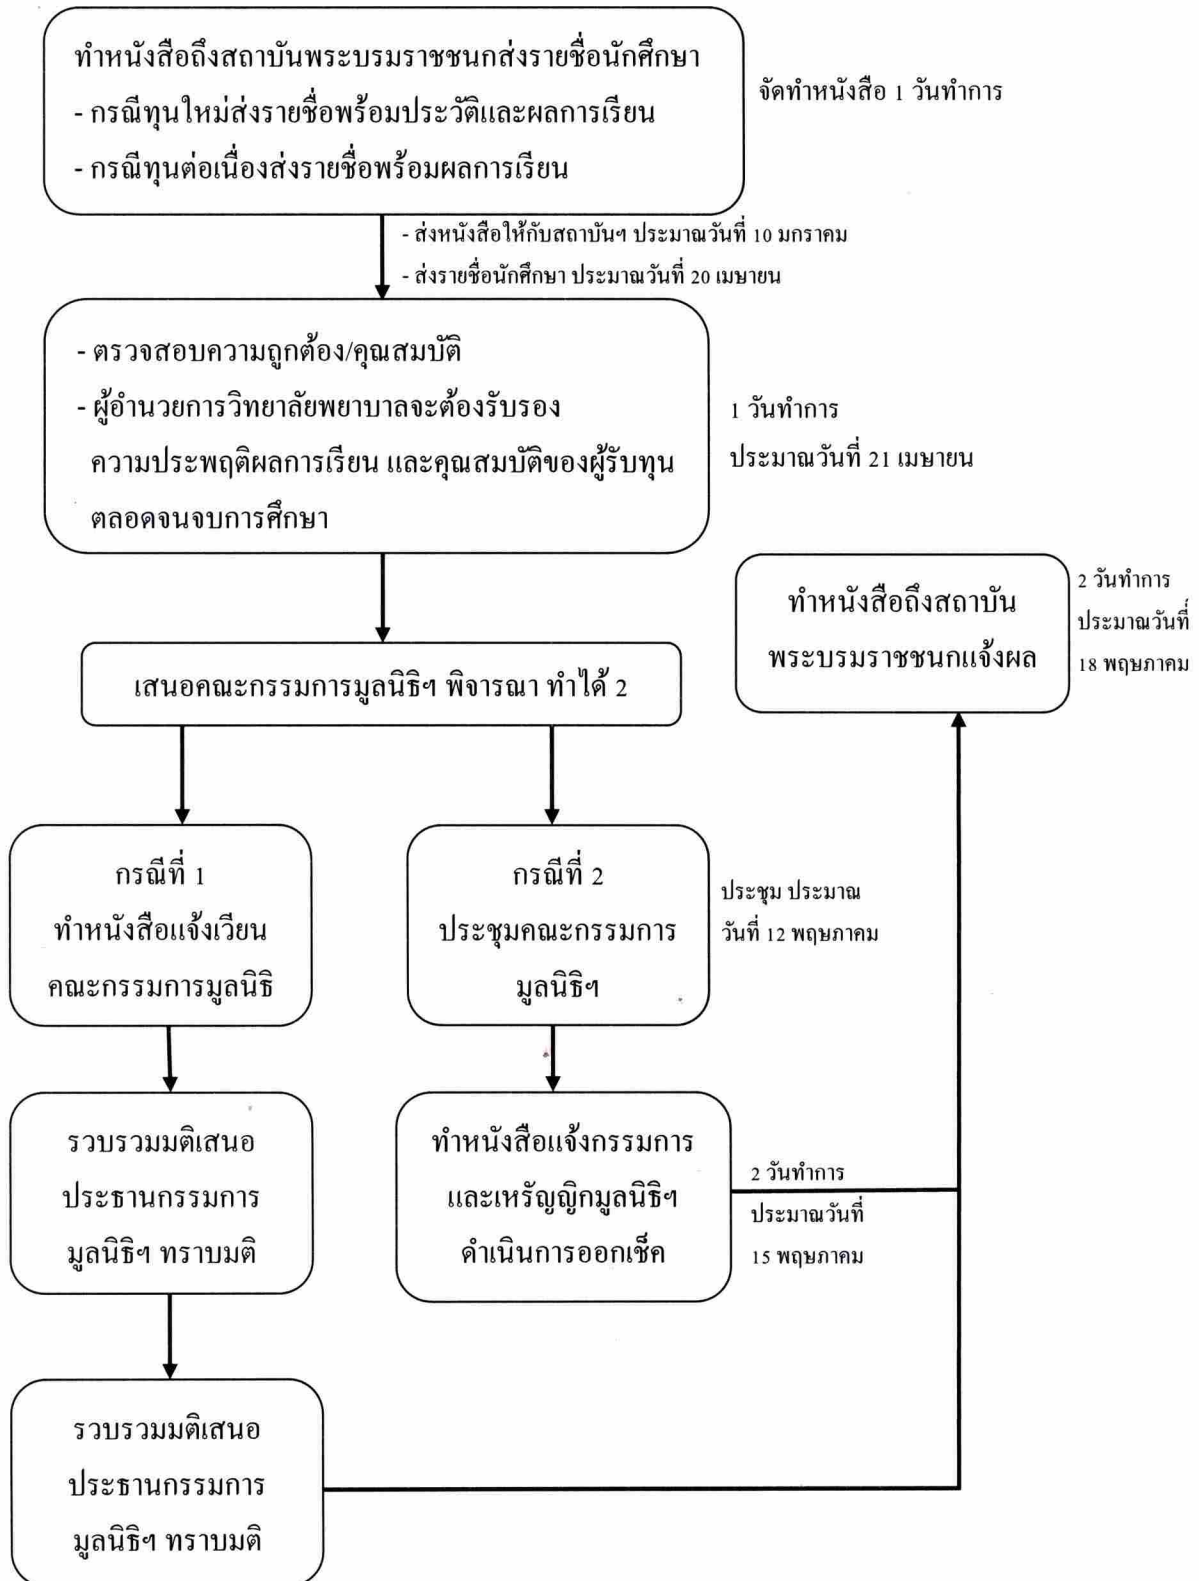 ทำหนังสือถึงสถาบันพระบรมราชชนกส่งรายชื่อนักศึกษา
- กรณีทุนใหม่ส่งรายชื่อพร้อมประวัติและผลการเรียน
- กรณีทุนต่อเนื่องส่งรายชื่อพร้อมผลการเรียน
จัดทำหนังสือ 1 วันทำการ
- ส่งหนังสือให้กับสถาบันฯ ประมาณวันที่ 10 มกราคม
- ส่งรายชื่อนักศึกษา ประมาณวันที่ 20 เมษายน
- ตรวจสอบความถูกต้อง/คุณสมบัติ
- ผู้อำนวยการวิทยาลัยพยาบาลจะต้องรับรอง
ความประพฤติผลการเรียน และคุณสมบัติของผู้รับทุน
ตลอดจนจบการศึกษา
1 วันทำการ
ประมาณวันที่ 21 เมษายน
เสนอคณะกรรมการมูลนิธิฯ พิจารณา ทำได้ 2
ทำหนังสือถึงสถาบัน
พระบรมราชชนกแจ้งผล
2 วันทำการ
ประมาณวันที่
18 พฤษภาคม
กรณีที่ 1
ทำหนังสือแจ้งเวียน
คณะกรรมการมูลนิธิ
กรณีที่ 2
ประชุมคณะกรรมการ
มูลนิธิฯ
ประชุม ประมาณ
วันที่ 12 พฤษภาคม
รวบรวมมติเสนอ
ประธานกรรมการ
มูลนิธิฯ ทราบมติ
ทำหนังสือแจ้งกรรมการ
และเหรัญญิกมูลนิธิฯ
ดำเนินการออกเช็ค
2 วันทำการ
ประมาณวันที่
15 พฤษภาคม
รวบรวมมติเสนอ
ประธานกรรมการ
มูลนิธิฯ ทราบมติ